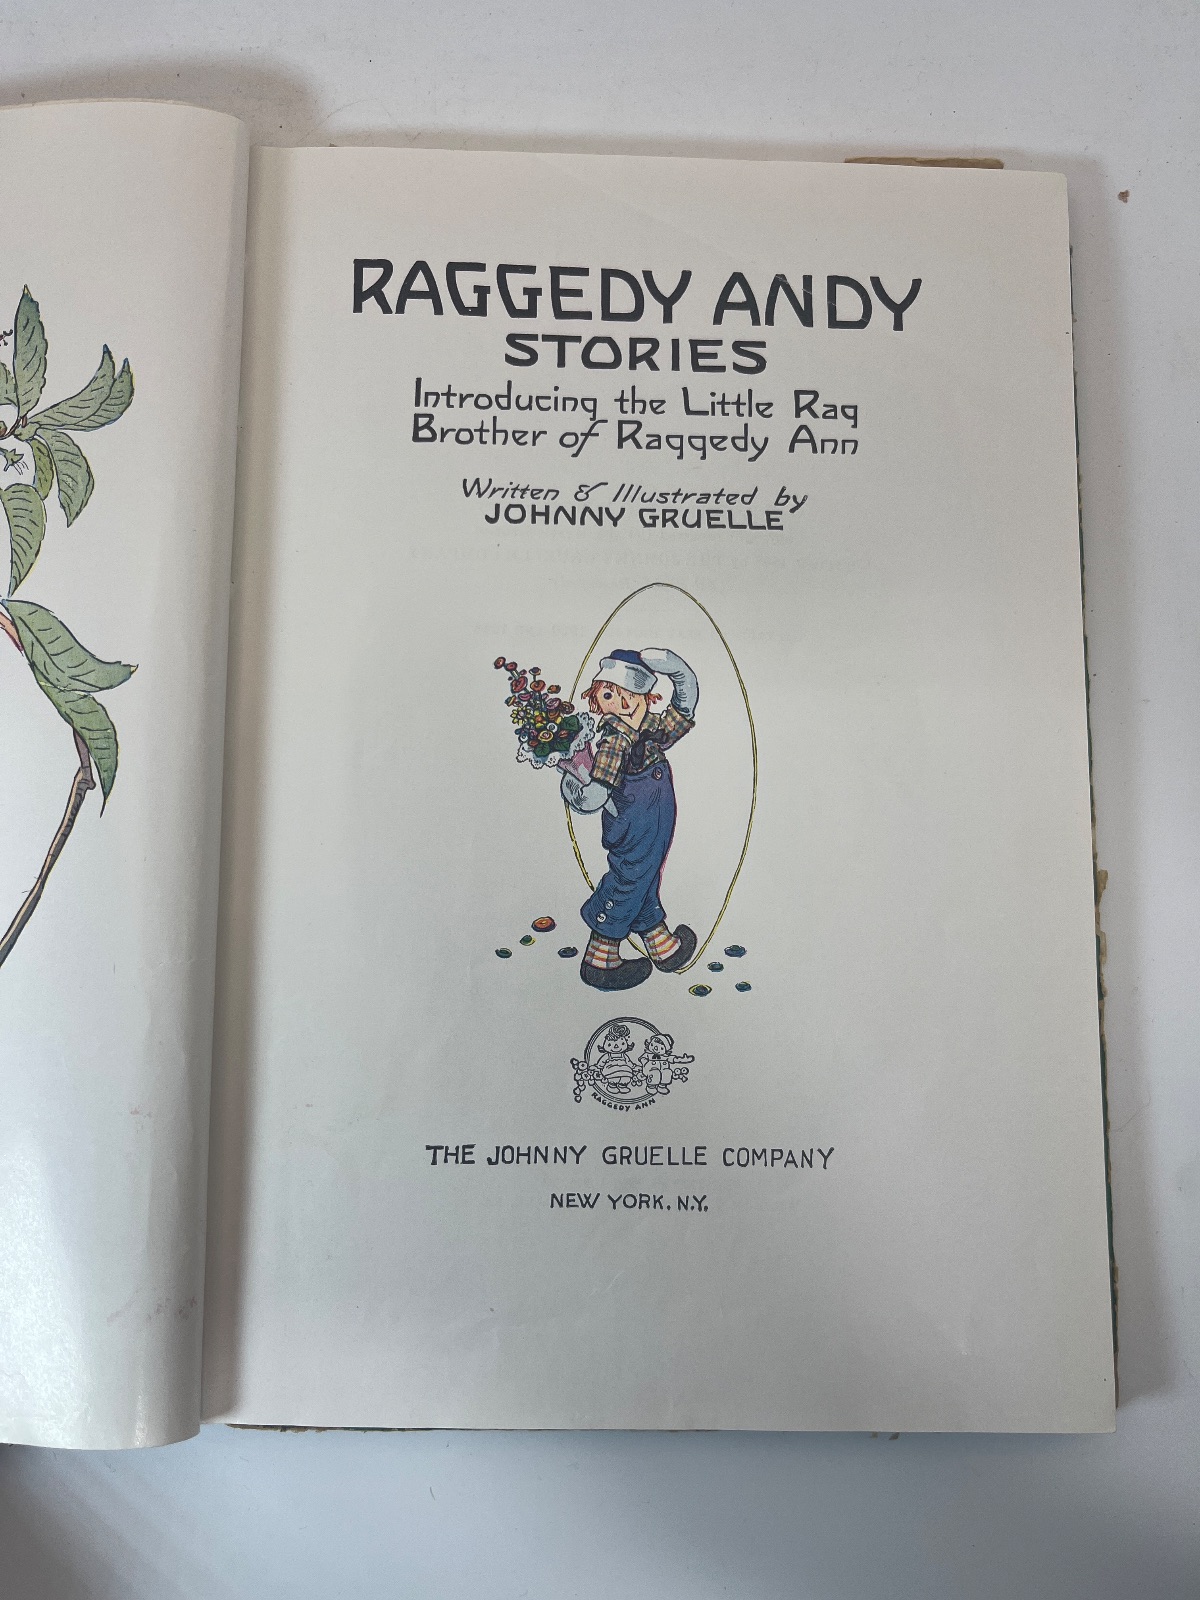 RAGGEDY ANDY
STORIES
Introducing the Little Rag
Brother of Raggedy Ann
Written & Illustrated by
JOHNNY GRUELLE
RAGGEDY ANN
THE JOHNNY GRUELLE COMPANY
NEW YORK, N.Y.